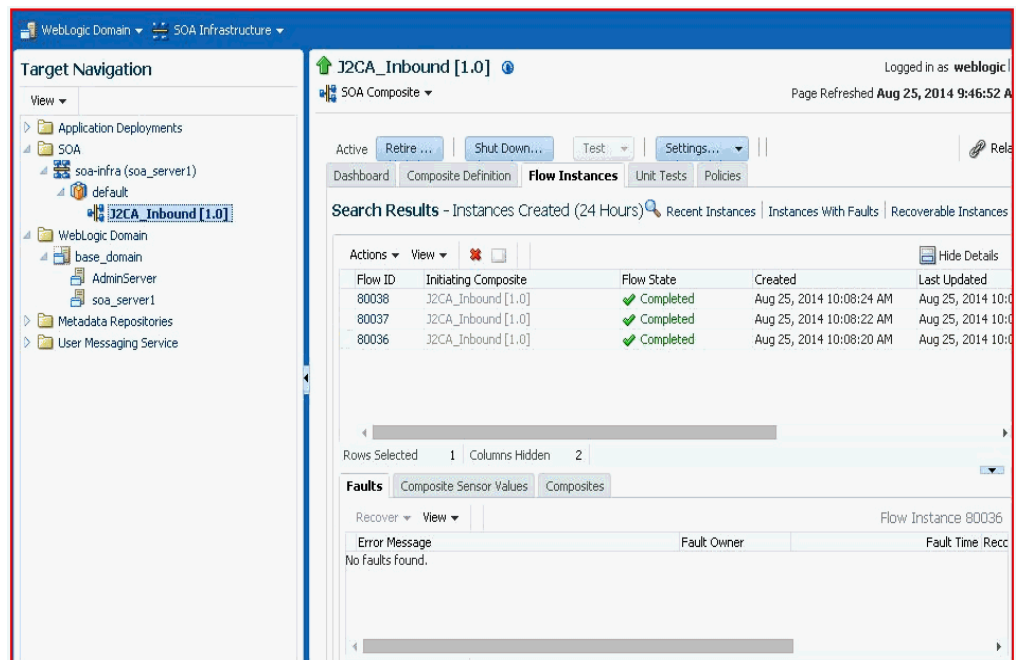 WebLogic Domain SOA Infrastructure
Target Navigation
View
Application Deployments
SOA
soa-infra (soa_server1)
default
J2CA_Inbound [1.0]
WebLogic Domain
base_domain
AdminServer
soa_server1
Metadata Repositories
User Messaging Service
J2CA_Inbound [1.0]
Logged in as weblogic
SOA Composite
Page Refreshed Aug 25, 2014 9:46:52 A
Active Retire ... Shut Down... Test Settings... Rela
Dashboard Composite Definition Flow Instances Unit Tests Policies
Search Results - Instances Created (24 Hours) Recent Instances Instances With Faults Recoverable Instances
Actions View Hide Details
Flow ID Initiating Composite Flow State Created Last Updated
80038 J2CA_Inbound [1.0] Completed Aug 25, 2014 10:08:24 AM Aug 25, 2014 10:0
80037 J2CA_Inbound [1.0] Completed Aug 25, 2014 10:08:22 AM Aug 25, 2014 10:0
80036 J2CA_Inbound [1.0] Completed Aug 25, 2014 10:08:20 AM Aug 25, 2014 10:0
Rows Selected 1 Columns Hidden 2
Faults Composite Sensor Values Composites
Recover View Flow Instance 80036
Error Message Fault Owner Fault Time Recc
No faults found.